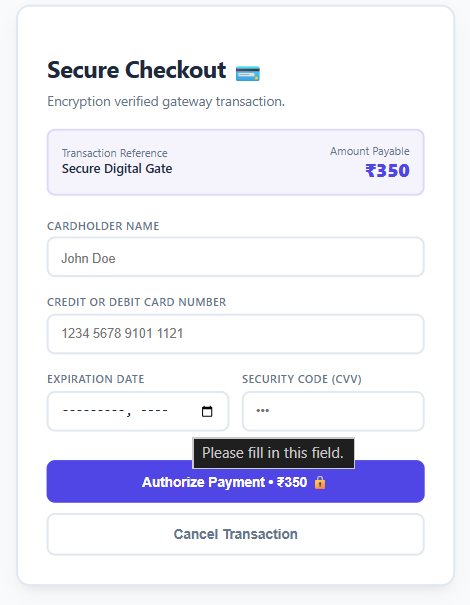 Secure Checkout 💳
Encryption verified gateway transaction.
Transaction Reference
Secure Digital Gate
Amount Payable
₹350
CARDHOLDER NAME
John Doe
CREDIT OR DEBIT CARD NUMBER
1234 5678 9101 1121
EXPIRATION DATE
---------, ----
SECURITY CODE (CVV)
•••
Please fill in this field.
Authorize Payment • ₹350 🔒
Cancel Transaction